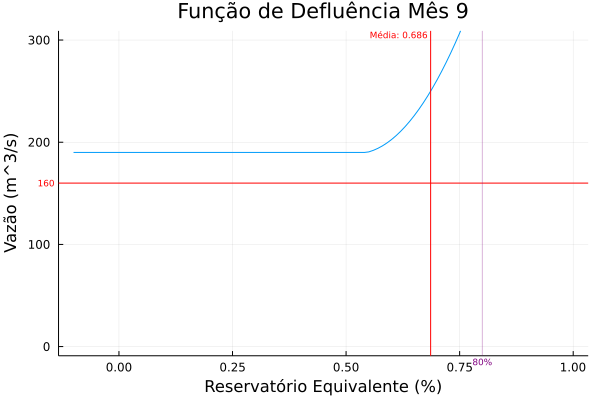 Função de Defluência Mês 9
Média: 0.686
300
200
160
100
0
Vazão (m^3/s)
0.00
0.25
0.50
0.75
80%
1.00
Reservatório Equivalente (%)